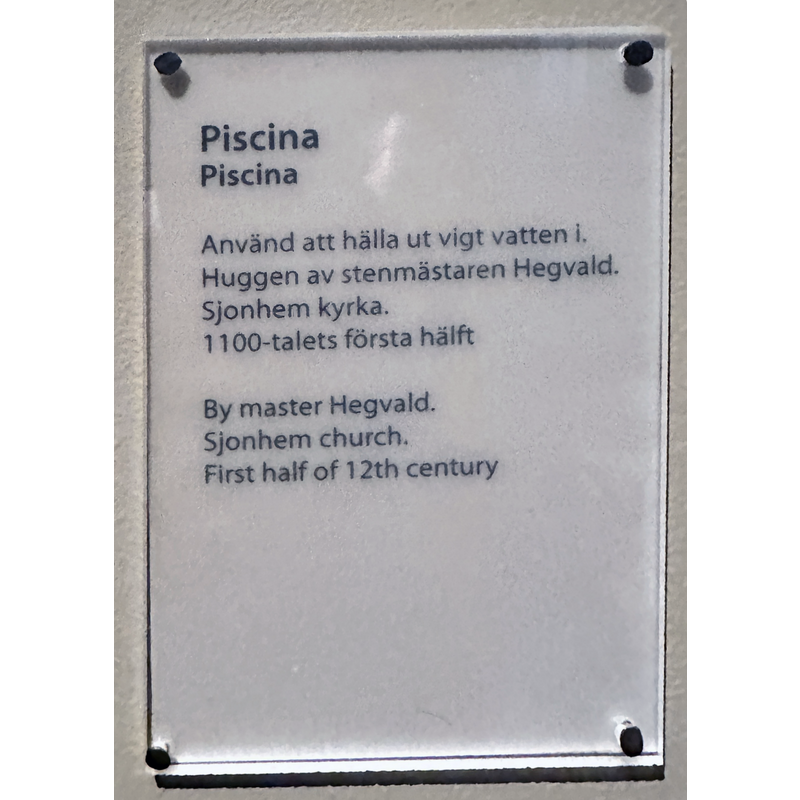 Piscina
Piscina
Använd att hälla ut vigt vatten i.
Huggen av stenmästaren Hegvald.
Sjonhem kyrka.
1100-talets första hälft
By master Hegvald.
Sjonhem church.
First half of 12th century